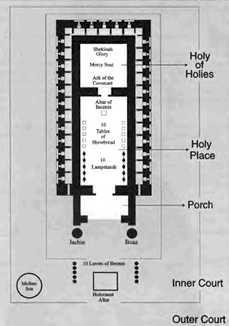 Shekinah
Glory
Mercy Seat
Ark of the
Covenant
Holy
of
Holies
Altar of
Incense
10
Tables
of
Shewbread
10
Lampstands
Holy
Place
Porch
Jachin
Boaz
10 Lavers of Bronze
Molten
Sea
Holocaust
Altar
Inner Court
Outer Court